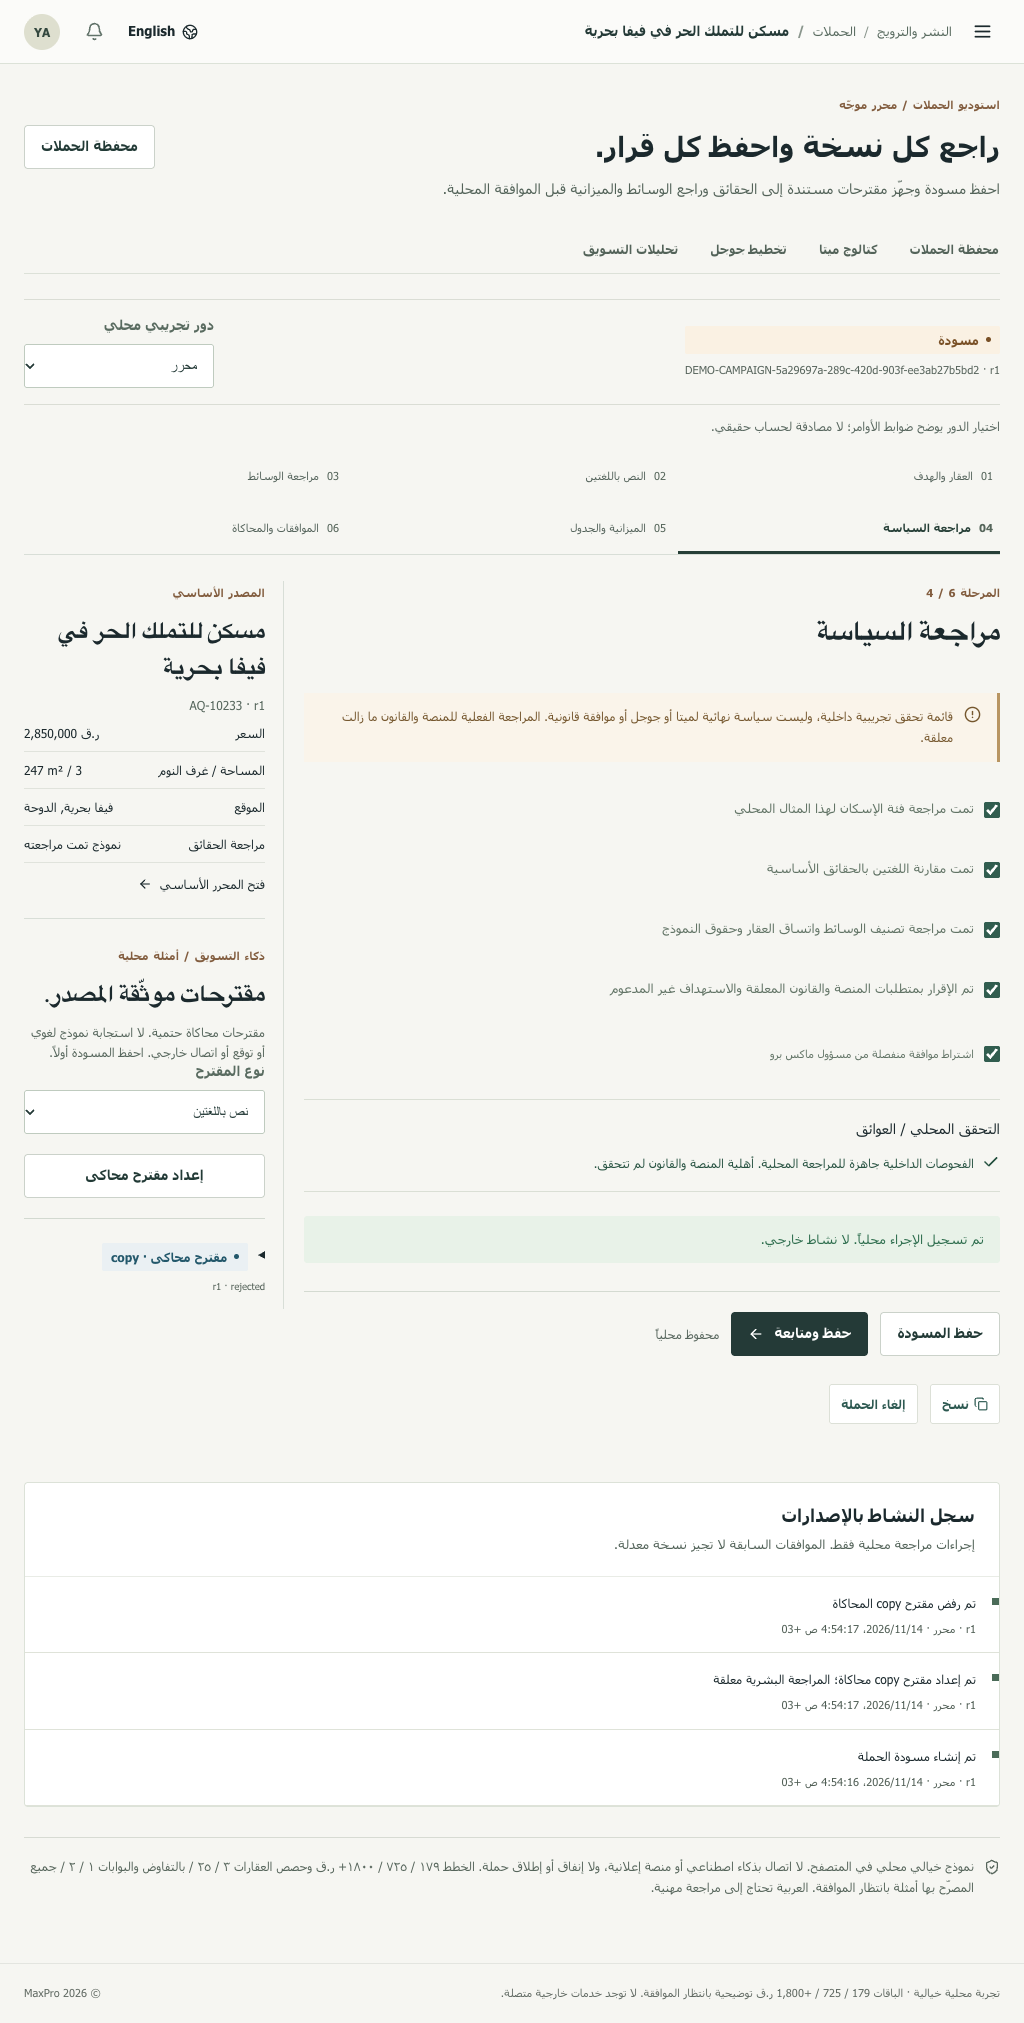 النشر والترويج / الحملات / مسكن للتملك الحر في فيفا بحرية
English
YA
استوديو الحملات / محرر موجّه
راجع كل نسخة واحفظ كل قرار.
محفظة الحملات
احفظ مسودة وجهّز مقترحات مستندة إلى الحقائق وراجع الوسائط والميزانية قبل الموافقة المحلية.
محفظة الحملات
كتالوج ميتا
تخطيط جوجل
تحليلات التسويق
• مسودة
DEMO-CAMPAIGN-5a29697a-289c-420d-903f-ee3ab27b5bd2 · r1
دور تجريبي محلي
محرر
اختيار الدور يوضح ضوابط الأوامر؛ لا مصادقة لحساب حقيقي.
01 العقار والهدف
02 النص باللغتين
03 مراجعة الوسائط
04 مراجعة السياسة
05 الميزانية والجدول
06 الموافقات والمحاكاة
المرحلة 6 / 4
مراجعة السياسة
قائمة تحقق تجريبية داخلية، وليست سياسة نهائية لميتا أو جوجل أو موافقة قانونية. المراجعة الفعلية للمنصة والقانون ما زالت
معلقة.
تمت مراجعة فئة الإسكان لهذا المثال المحلي
تمت مقارنة اللغتين بالحقائق الأساسية
تمت مراجعة تصنيف الوسائط واتساق العقار وحقوق النموذج
تم الإقرار بمتطلبات المنصة والقانون المعلقة والاستهداف غير المدعوم
اشتراط موافقة منفصلة من مسؤول ماكس برو
التحقق المحلي / العوائق
الفحوصات الداخلية جاهزة للمراجعة المحلية. أهلية المنصة والقانون لم تتحقق.
تم تسجيل الإجراء محلياً. لا نشاط خارجي.
حفظ المسودة
حفظ ومتابعة
محفوظ محلياً
نسخ
إلغاء الحملة
المصدر الأساسي
مسكن للتملك الحر في
فيفا بحرية
AQ-10233 · r1
السعر
ر.ق 2,850,000
المساحة / غرف النوم
247 m² / 3
الموقع
فيفا بحرية, الدوحة
مراجعة الحقائق
نموذج تمت مراجعته
فتح المحرر الأساسي
ذكاء التسويق / أمثلة محلية
مقترحات موثّقة المصدر.
مقترحات محاكاة حتمية. لا استجابة نموذج لغوي
أو توقع أو اتصال خارجي. احفظ المسودة أولاً.
نوع المقترح
نص باللغتين
إعداد مقترح محاكى
• مقترح محاكى · copy
r1 · rejected
سجل النشاط بالإصدارات
إجراءات مراجعة محلية فقط. الموافقات السابقة لا تجيز نسخة معدلة.
تم رفض مقترح copy المحاكاة
r1 · محرر · 2026/11/14، 4:54:17 ص +03
تم إعداد مقترح copy محاكاة؛ المراجعة البشرية معلقة
r1 · محرر · 2026/11/14، 4:54:17 ص +03
تم إنشاء مسودة الحملة
r1 · محرر · 2026/11/14، 4:54:16 ص +03
نموذج خيالي محلي في المتصفح. لا اتصال بذكاء اصطناعي أو منصة إعلانية، ولا إنفاق أو إطلاق حملة. الخطط ١٧٩ / ٧٢٥ / ١٨٠٠+ ر.ق وحصص العقارات ٣ / ٢٥ / بالتفاوض والبوابات ١ / ٢ / جميع
المصرّح بها أمثلة بانتظار الموافقة. العربية تحتاج إلى مراجعة مهنية.
تجربة محلية خيالية · الباقات 179 / 725 / +1,800 ر.ق توضيحية بانتظار الموافقة. لا توجد خدمات خارجية متصلة.
© 2026 MaxPro